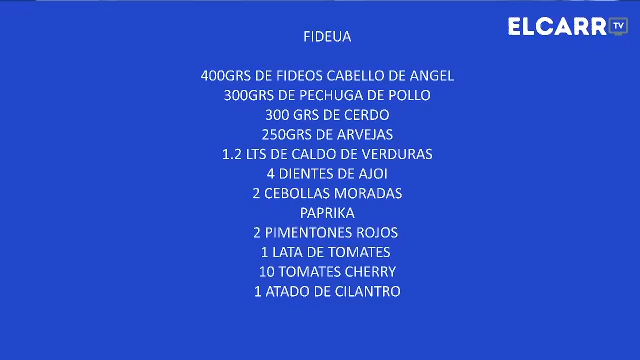 ELCARR TV
FIDEUA
400GRS DE FIDEOS CABELLO DE ANGEL
300GRS DE PECHUGA DE POLLO
300 GRS DE CERDO
250GRS DE ARVEJAS
1.2 LTS DE CALDO DE VERDURAS
4 DIENTES DE AJOI
2 CEBOLLAS MORADAS
PAPRIKA
2 PIMENTONES ROJOS
1 LATA DE TOMATES
10 TOMATES CHERRY
1 ATADO DE CILANTRO